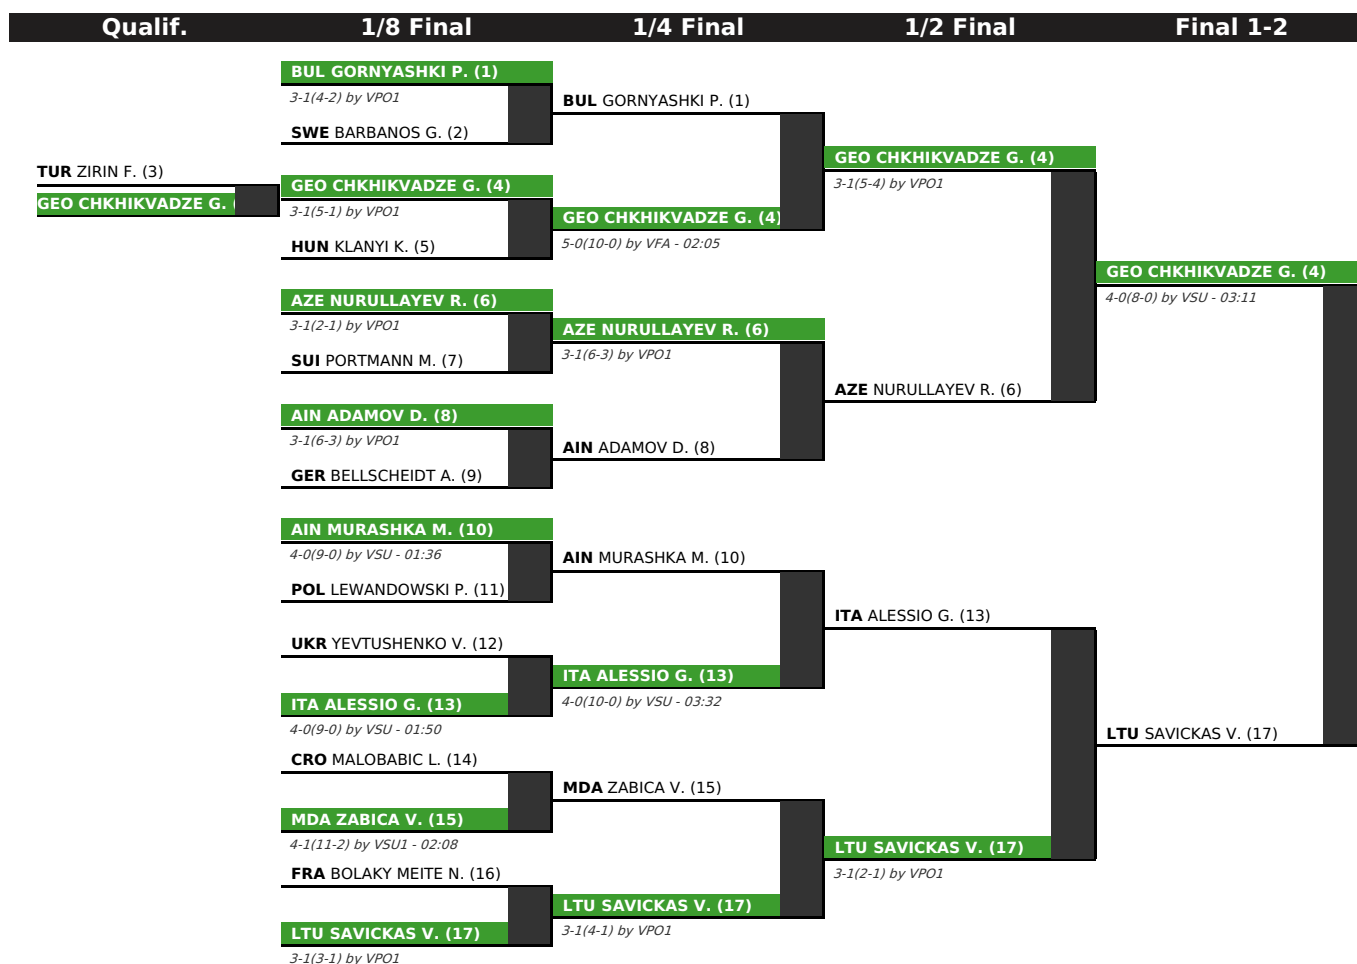 Qualif.
1/8 Final
1/4 Final
1/2 Final
Final 1-2
TUR ZIRIN F. (3)
GEO CHKHIKVADZE G. (
BUL GORNYASHKI P. (1)
3-1(4-2) by VPO1
SWE BARBANOS G. (2)
GEO CHKHIKVADZE G. (4)
3-1(5-1) by VPO1
HUN KLANYI K. (5)
AZE NURULLAYEV R. (6)
3-1(2-1) by VPO1
SUI PORTMANN M. (7)
AIN ADAMOV D. (8)
3-1(6-3) by VPO1
GER BELLSCHEIDT A. (9)
AIN MURASHKA M. (10)
4-0(9-0) by VSU - 01:36
POL LEWANDOWSKI P. (11)
UKR YEVTUSHENKO V. (12)
ITA ALESSIO G. (13)
4-0(9-0) by VSU - 01:50
CRO MALOBABIC L. (14)
MDA ZABICA V. (15)
4-1(11-2) by VSU1 - 02:08
FRA BOLAKY MEITE N. (16)
LTU SAVICKAS V. (17)
3-1(3-1) by VPO1
BUL GORNYASHKI P. (1)
GEO CHKHIKVADZE G. (4)
5-0(10-0) by VFA - 02:05
AZE NURULLAYEV R. (6)
3-1(6-3) by VPO1
AIN ADAMOV D. (8)
AIN MURASHKA M. (10)
ITA ALESSIO G. (13)
4-0(10-0) by VSU - 03:32
MDA ZABICA V. (15)
LTU SAVICKAS V. (17)
3-1(4-1) by VPO1
GEO CHKHIKVADZE G. (4)
3-1(5-4) by VPO1
AZE NURULLAYEV R. (6)
ITA ALESSIO G. (13)
LTU SAVICKAS V. (17)
3-1(2-1) by VPO1
GEO CHKHIKVADZE G. (4)
4-0(8-0) by VSU - 03:11
LTU SAVICKAS V. (17)